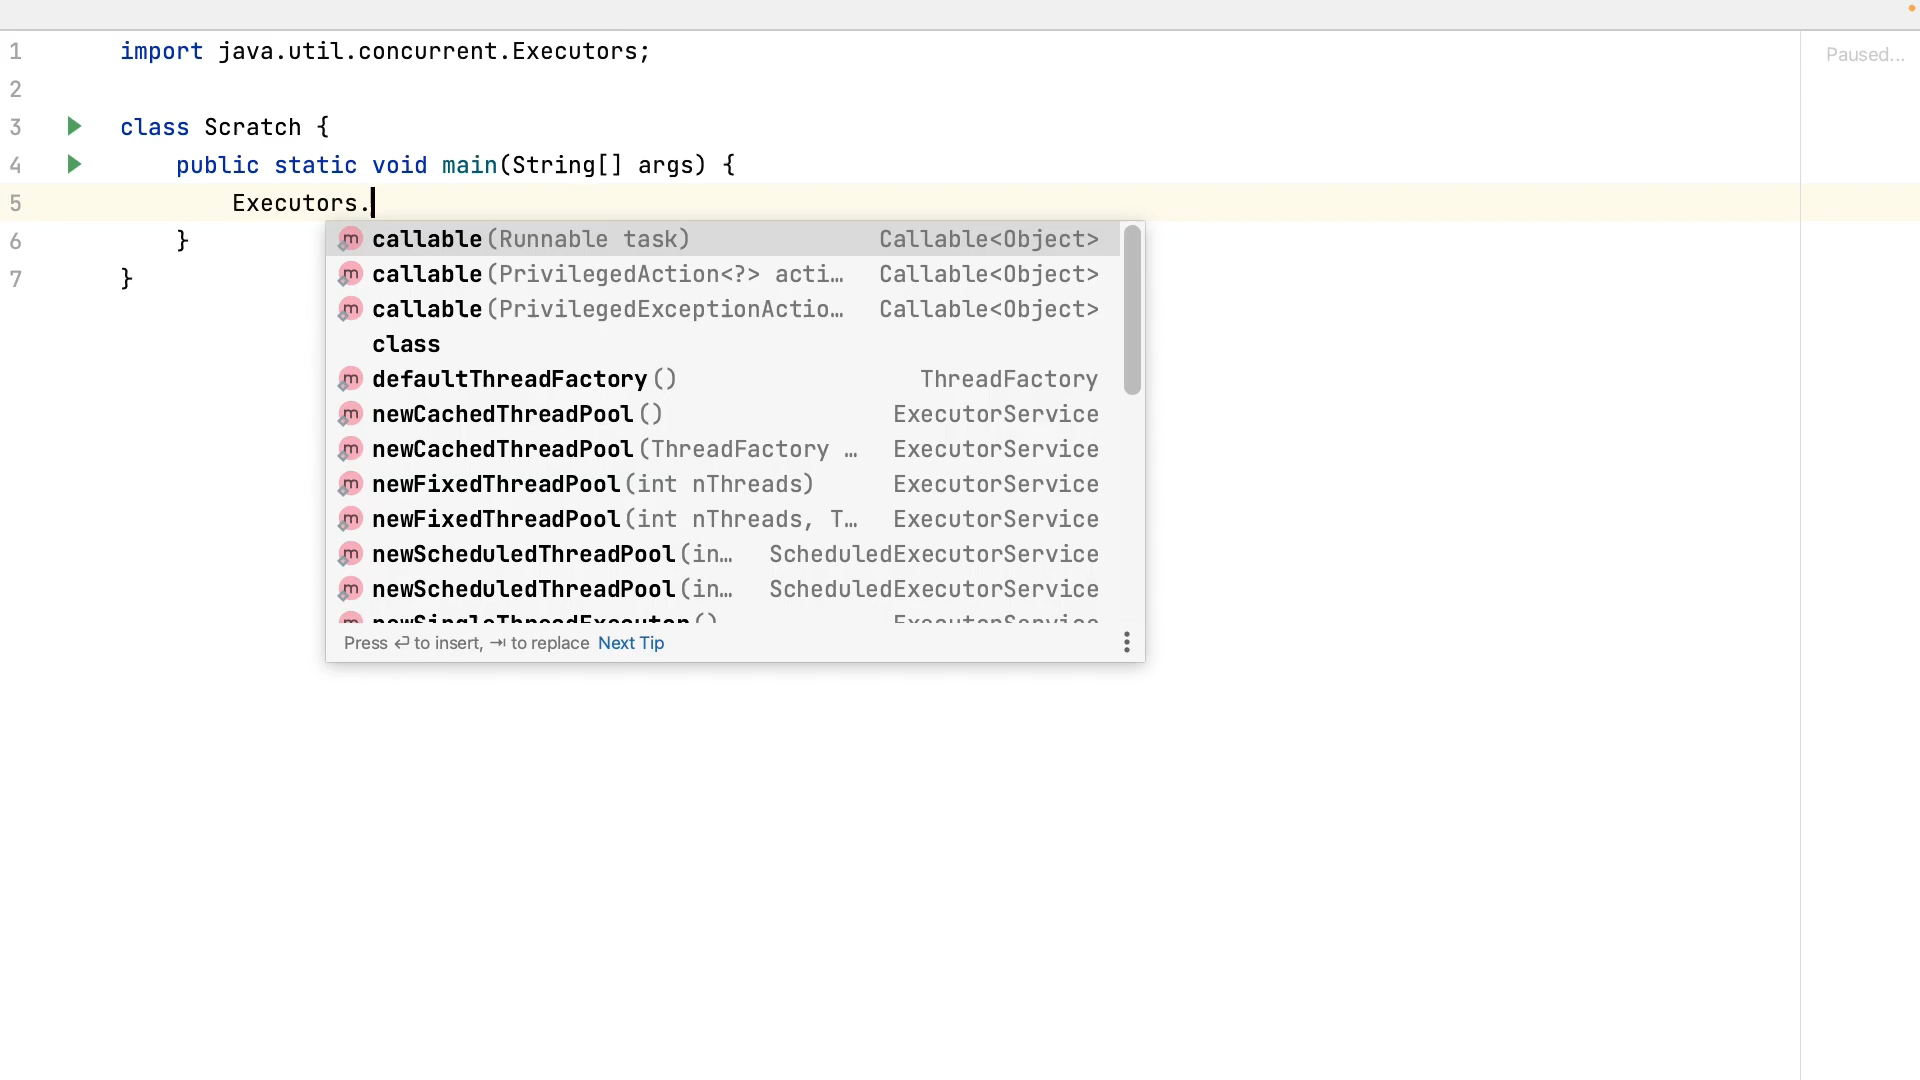 Paused...
1 import java.util.concurrent.Executors;
2
3 class Scratch {
4 public static void main(String[] args) {
5 Executors.
6 }
7 }
m callable(Runnable task) Callable<Object>
m callable(PrivilegedAction<?> acti… Callable<Object>
m callable(PrivilegedExceptionActio… Callable<Object>
class
m defaultThreadFactory() ThreadFactory
m newCachedThreadPool() ExecutorService
m newCachedThreadPool(ThreadFactory … ExecutorService
m newFixedThreadPool(int nThreads) ExecutorService
m newFixedThreadPool(int nThreads, T… ExecutorService
m newScheduledThreadPool(in… ScheduledExecutorService
m newScheduledThreadPool(in… ScheduledExecutorService
m newSingleThreadExecutor() ExecutorService
Press ⏎ to insert, ⇥ to replace Next Tip